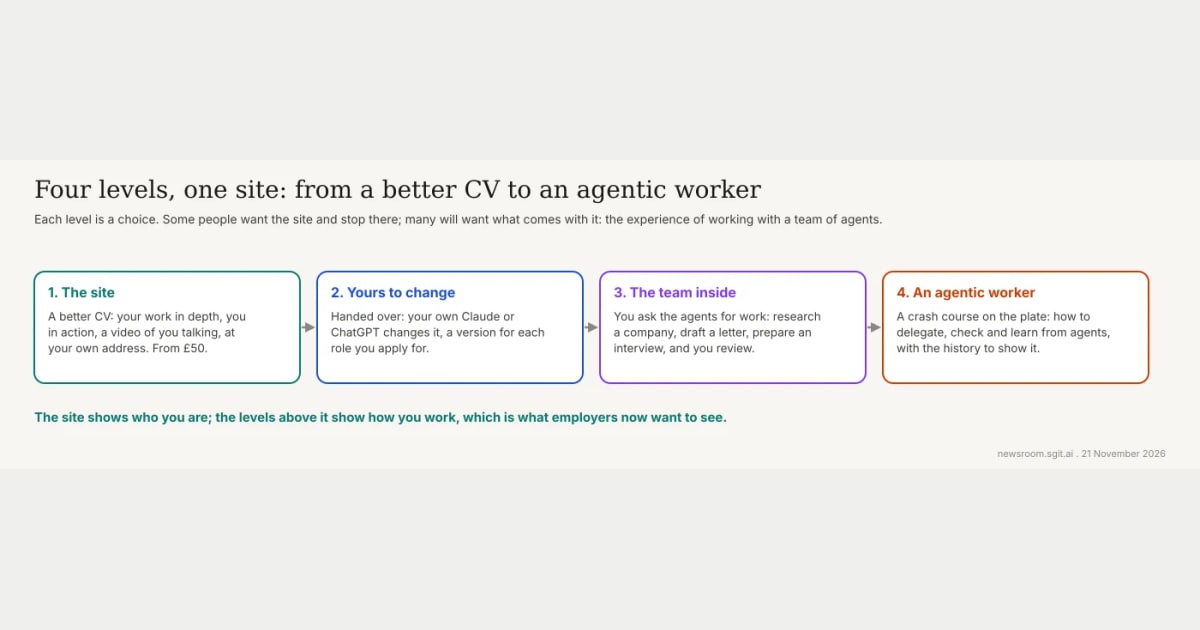 Four levels, one site: from a better CV to an agentic worker
Each level is a choice. Some people want the site and stop there; many will want what comes with it: the experience of working with a team of agents.
1. The site
A better CV: your work in depth, you
in action, a video of you talking, at
your own address. From £50.
2. Yours to change
Handed over: your own Claude or
ChatGPT changes it, a version for each
role you apply for.
3. The team inside
You ask the agents for work: research
a company, draft a letter, prepare an
interview, and you review.
4. An agentic worker
A crash course on the plate: how to
delegate, check and learn from agents,
with the history to show it.
The site shows who you are; the levels above it show how you work, which is what employers now want to see.
newsroom.sgit.ai . 21 November 2026